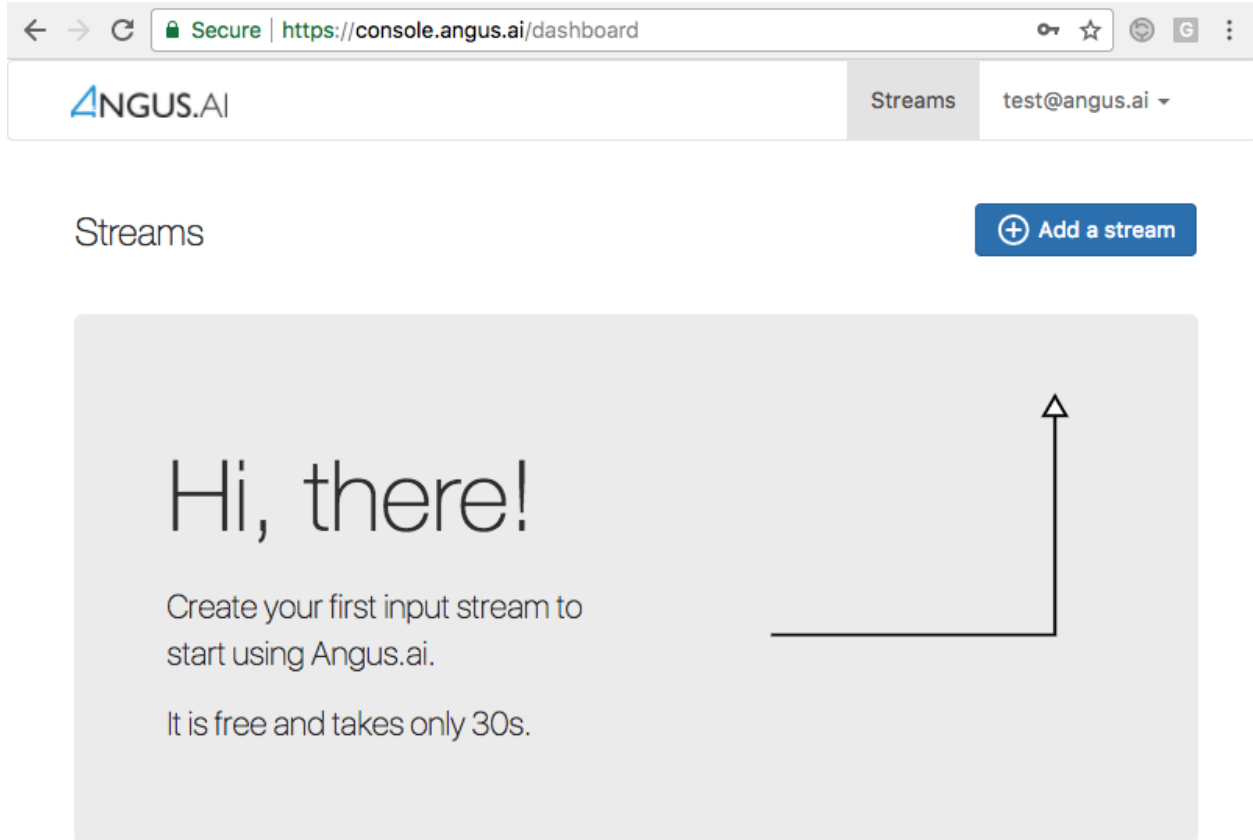 Secure | https://console.angus.ai/dashboard
G
ANGUS.AI
Streams
test@angus.ai
Streams
Add a stream
Hi, there!
Create your first input stream to
start using Angus.ai.
It is free and takes only 30s.